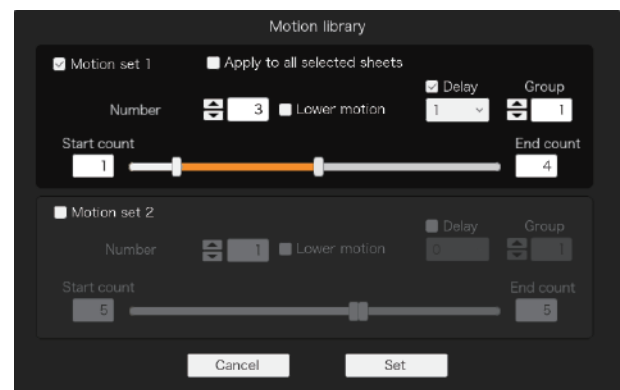 Motion library
Motion set 1 Apply to all selected sheets
Delay Group
Number 3 Lower motion 1 1
Start count End count
1 4
Motion set 2
Delay Group
Number 1 Lower motion 0 1
Start count End count
5 5
Cancel Set